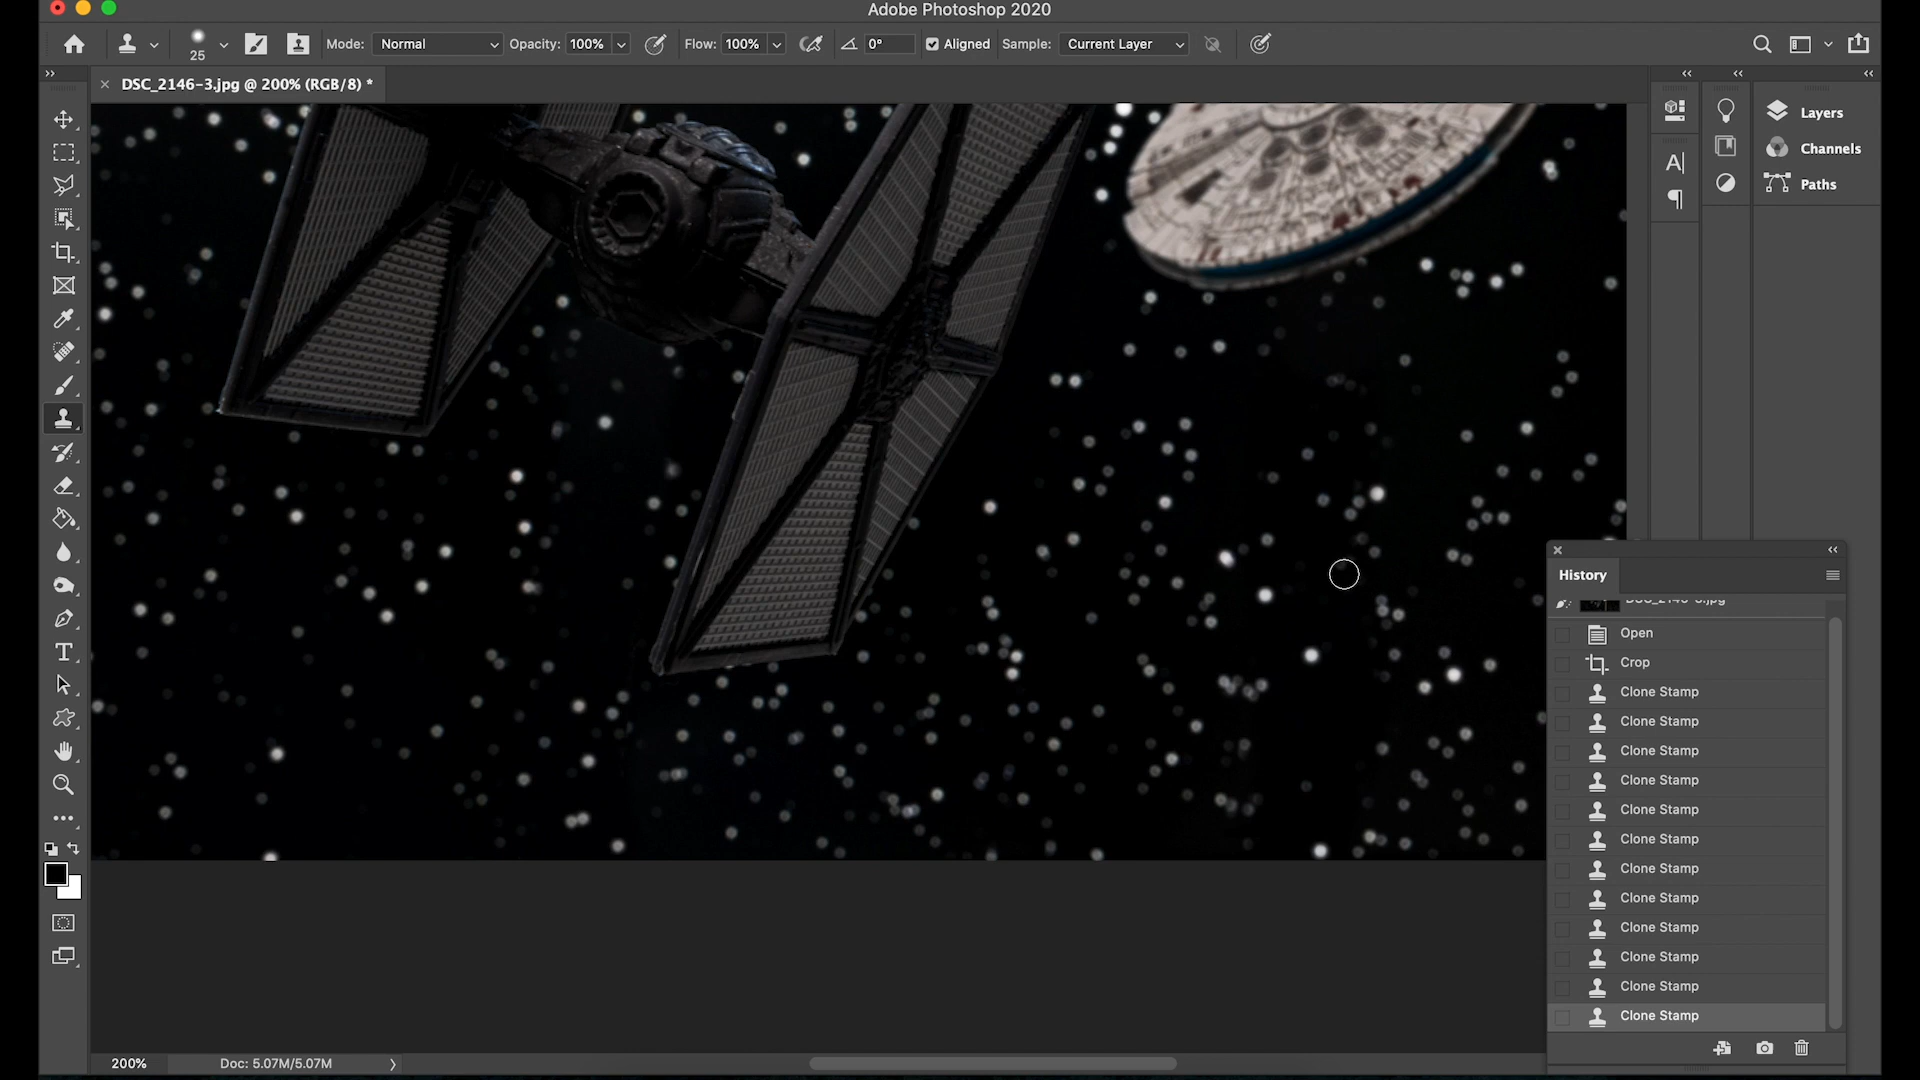 Adobe Photoshop 2020
25
Mode: Normal Opacity: 100% Flow: 100% 0° Aligned Sample: Current Layer
DSC_2146-3.jpg @ 200% (RGB/8) *
Layers
Channels
Paths
History
Open
Crop
Clone Stamp
Clone Stamp
Clone Stamp
Clone Stamp
Clone Stamp
Clone Stamp
Clone Stamp
Clone Stamp
Clone Stamp
Clone Stamp
Clone Stamp
Clone Stamp
200% Doc: 5.07M/5.07M